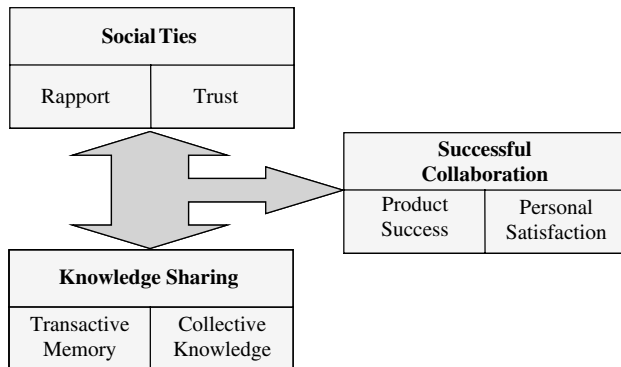 Social Ties
Rapport
Trust
Successful
Collaboration
Product
Success
Personal
Satisfaction
Knowledge Sharing
Transactive
Memory
Collective
Knowledge